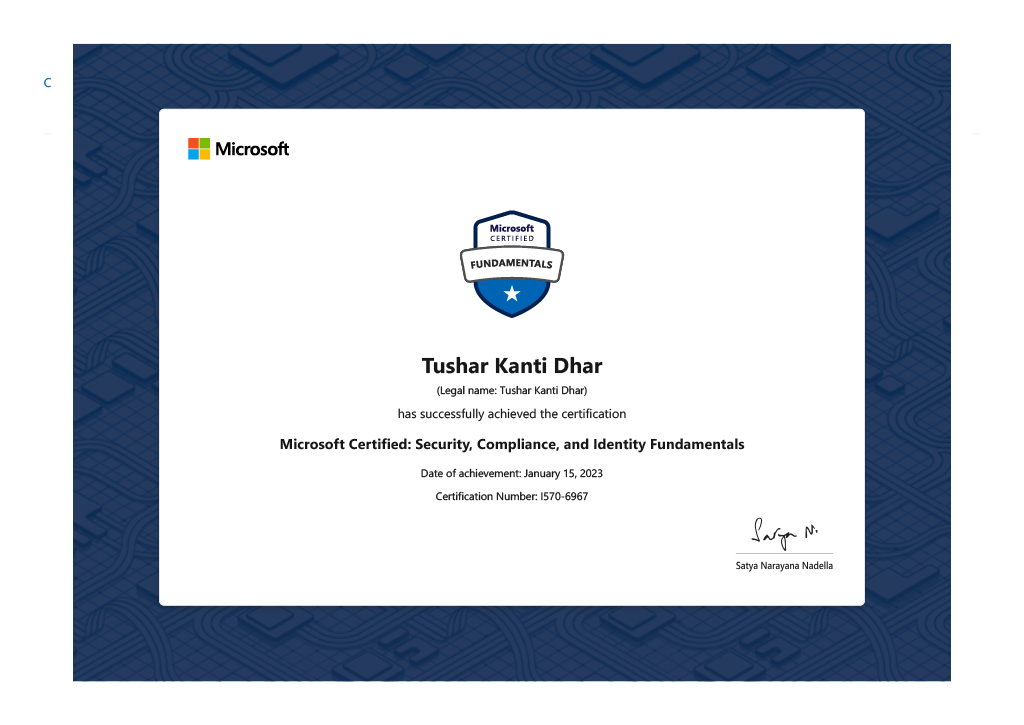 C
Microsoft
Microsoft
CERTIFIED
FUNDAMENTALS
Tushar Kanti Dhar
(Legal name: Tushar Kanti Dhar)
has successfully achieved the certification
Microsoft Certified: Security, Compliance, and Identity Fundamentals
Date of achievement: January 15, 2023
Certification Number: I570-6967
Satya N.
Satya Narayana Nadella